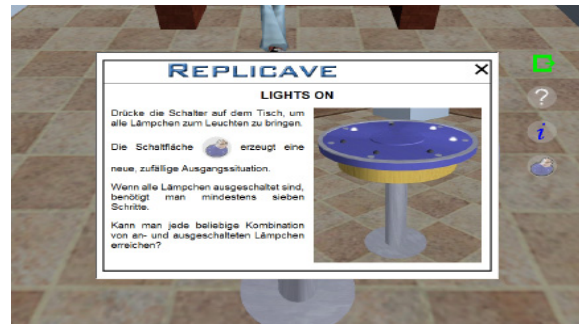 REPLICAVE
LIGHTS ON
Drücke die Schalter auf dem Tisch, um
alle Lämpchen zum Leuchten zu bringen.
Die Schaltfläche erzeugt eine
neue, zufällige Ausgangssituation.
Wenn alle Lämpchen ausgeschaltet sind,
benötigt man mindestens sieben
Schritte.
Kann man jede beliebige Kombination
von an- und ausgeschalteten Lämpchen
erreichen?